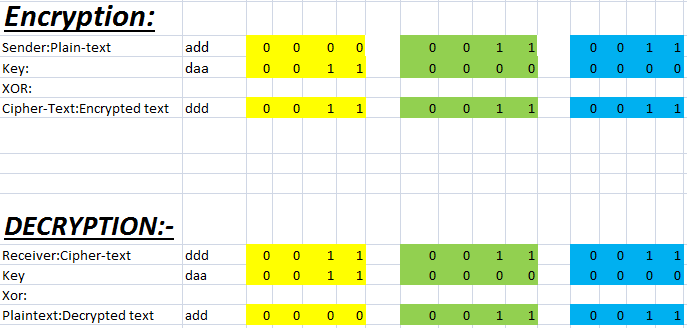 Encryption:
Sender:Plain-text add 0 0 0 0 0 0 1 1 0 0 1 1
Key: daa 0 0 1 1 0 0 0 0 0 0 0 0
XOR:
Cipher-Text:Encrypted text ddd 0 0 1 1 0 0 1 1 0 0 1 1
DECRYPTION:-
Receiver:Cipher-text ddd 0 0 1 1 0 0 1 1 0 0 1 1
Key daa 0 0 1 1 0 0 0 0 0 0 0 0
Xor:
Plaintext:Decrypted text add 0 0 0 0 0 0 1 1 0 0 1 1